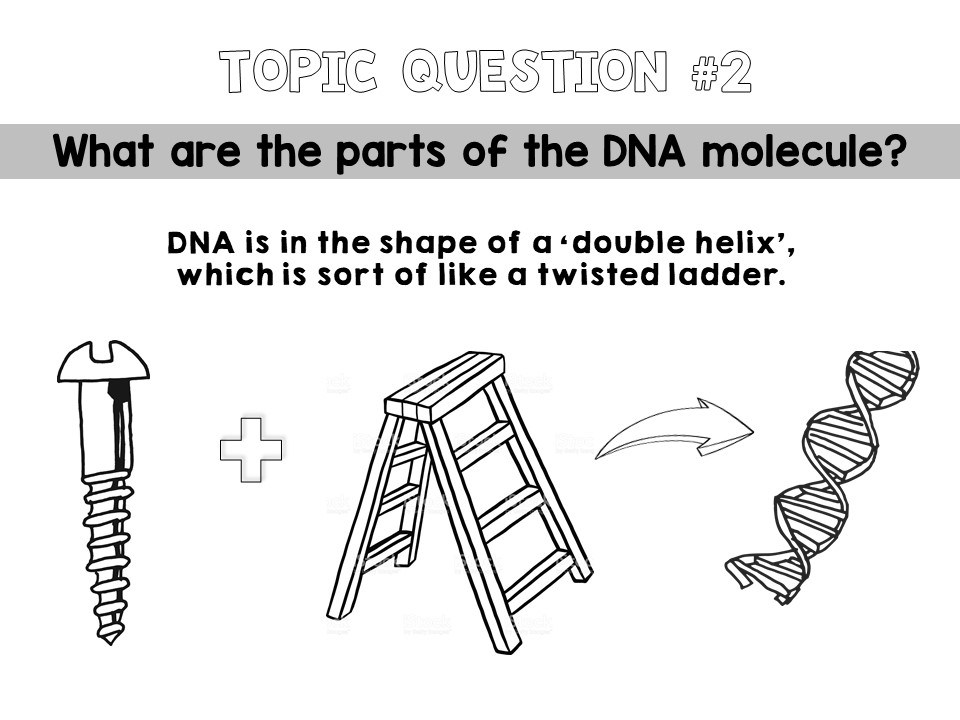 TOPIC QUESTION #2
What are the parts of the DNA molecule?
DNA is in the shape of a ‘double helix’,
which is sort of like a twisted ladder.